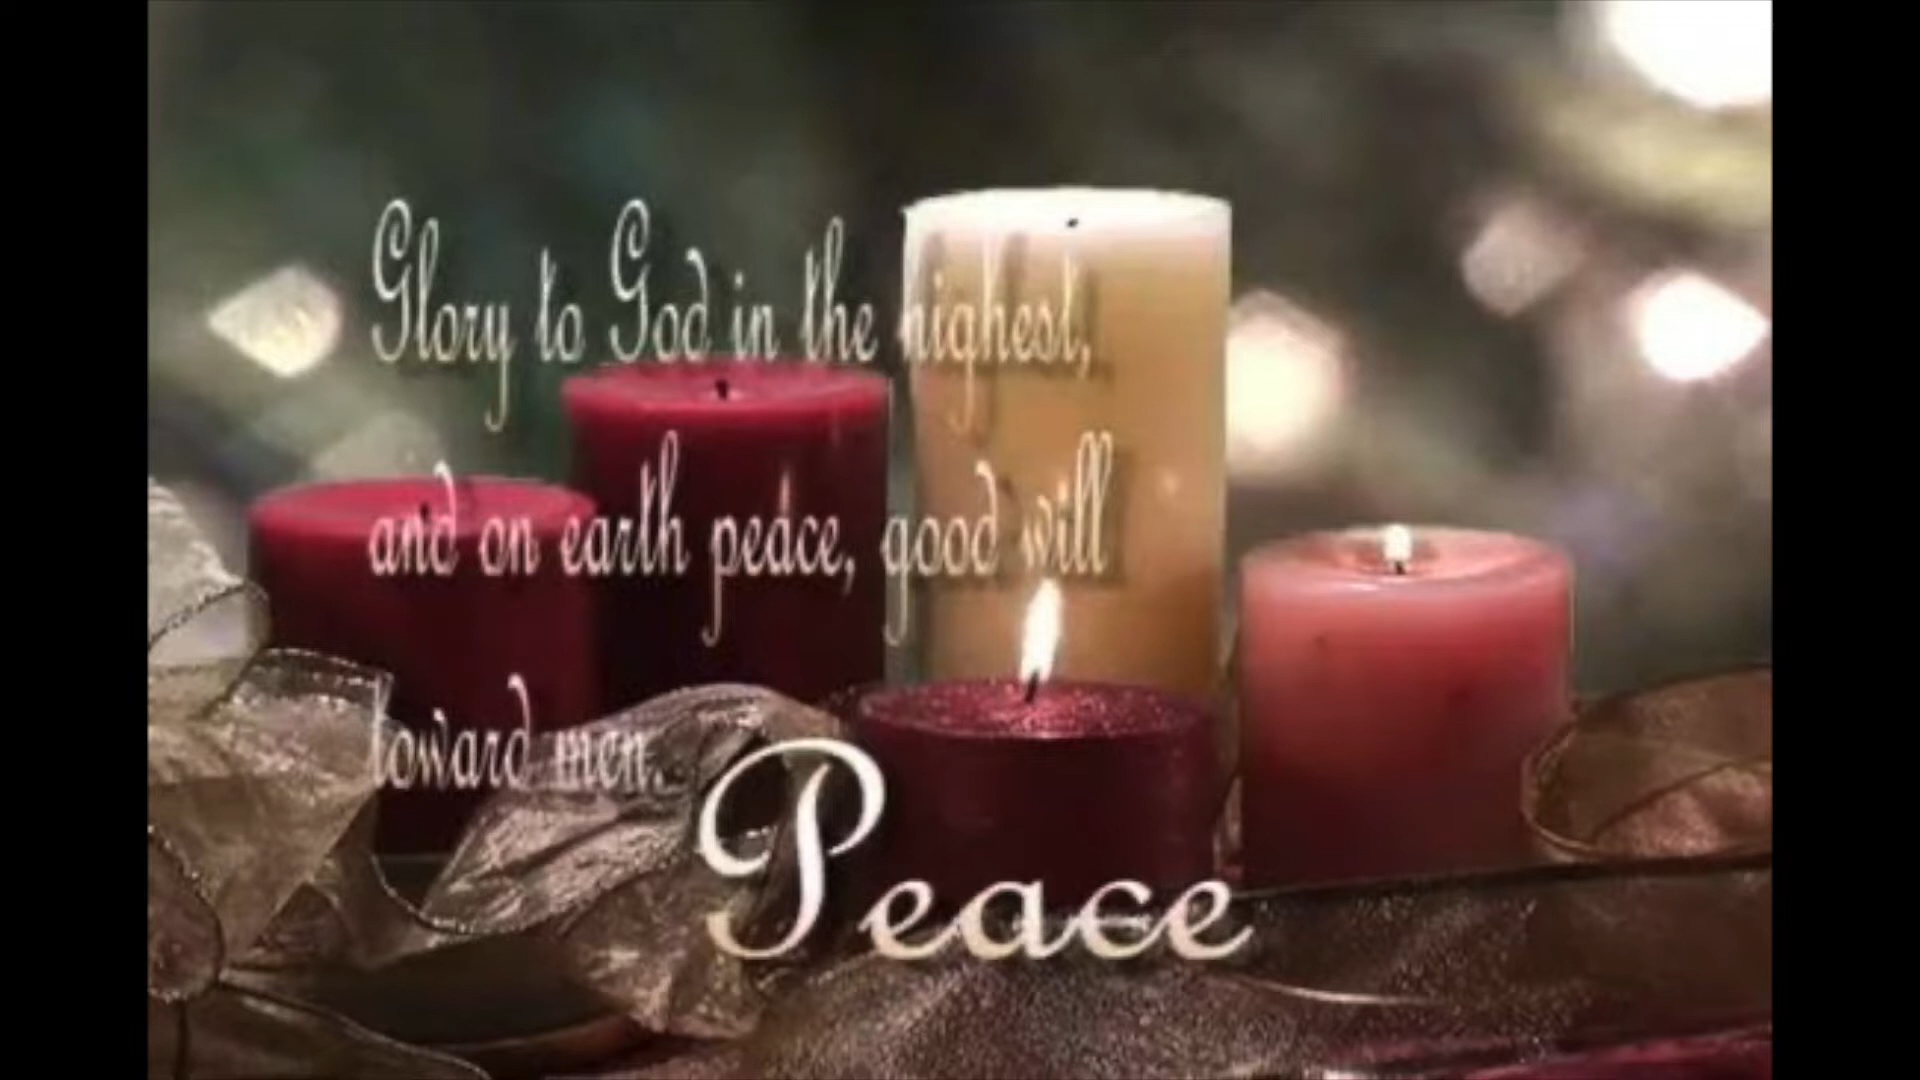 Glory to God in the highest,
and on earth peace, good will
toward men.
Peace